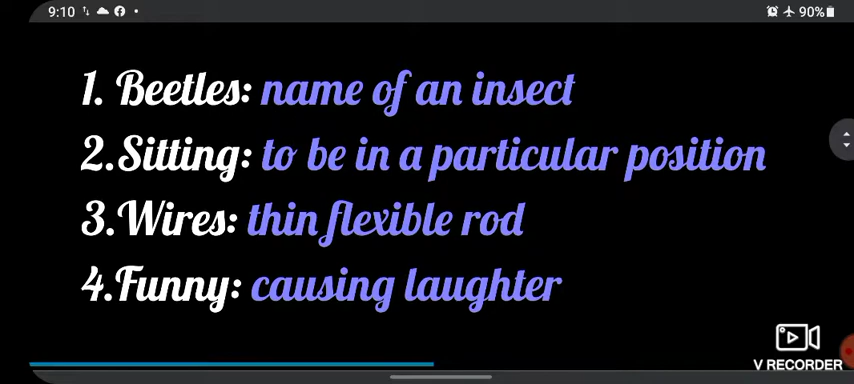 9:10 90%
1. Beetles: name of an insect
2.Sitting: to be in a particular position
3.Wires: thin flexible rod
4.Funny: causing laughter
V RECORDER